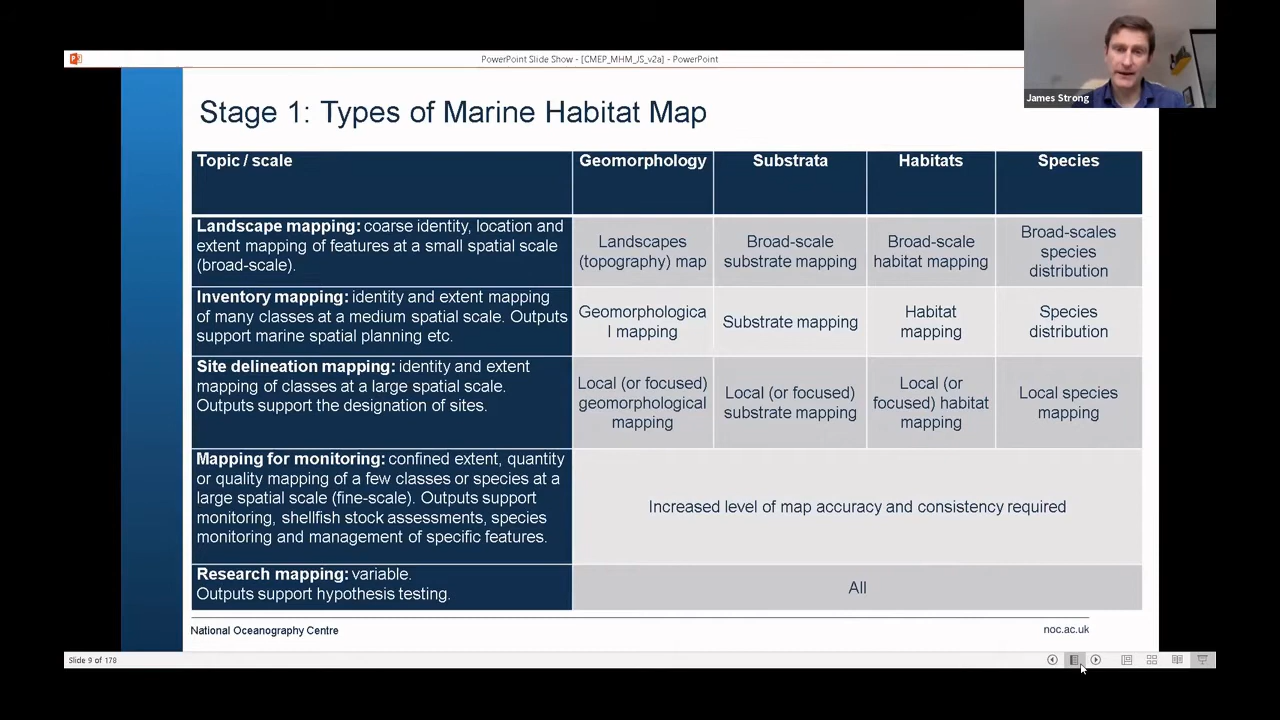 PowerPoint Slide Show - [CMEP_MHM_JS_v2a] - PowerPoint
James Strong
Stage 1: Types of Marine Habitat Map
Topic / scale
Geomorphology
Substrata
Habitats
Species
Landscape mapping: coarse identity, location and
extent mapping of features at a small spatial scale
(broad-scale).
Landscapes
(topography) map
Broad-scale
substrate mapping
Broad-scale
habitat mapping
Broad-scales
species
distribution
Inventory mapping: identity and extent mapping
of many classes at a medium spatial scale. Outputs
support marine spatial planning etc.
Geomorphologica
l mapping
Substrate mapping
Habitat
mapping
Species
distribution
Site delineation mapping: identity and extent
mapping of classes at a large spatial scale.
Outputs support the designation of sites.
Local (or focused)
geomorphological
mapping
Local (or focused)
substrate mapping
Local (or
focused) habitat
mapping
Local species
mapping
Mapping for monitoring: confined extent, quantity
or quality mapping of a few classes or species at a
large spatial scale (fine-scale). Outputs support
monitoring, shellfish stock assessments, species
monitoring and management of specific features.
Increased level of map accuracy and consistency required
Research mapping: variable.
Outputs support hypothesis testing.
All
National Oceanography Centre
noc.ac.uk
Slide 9 of 178